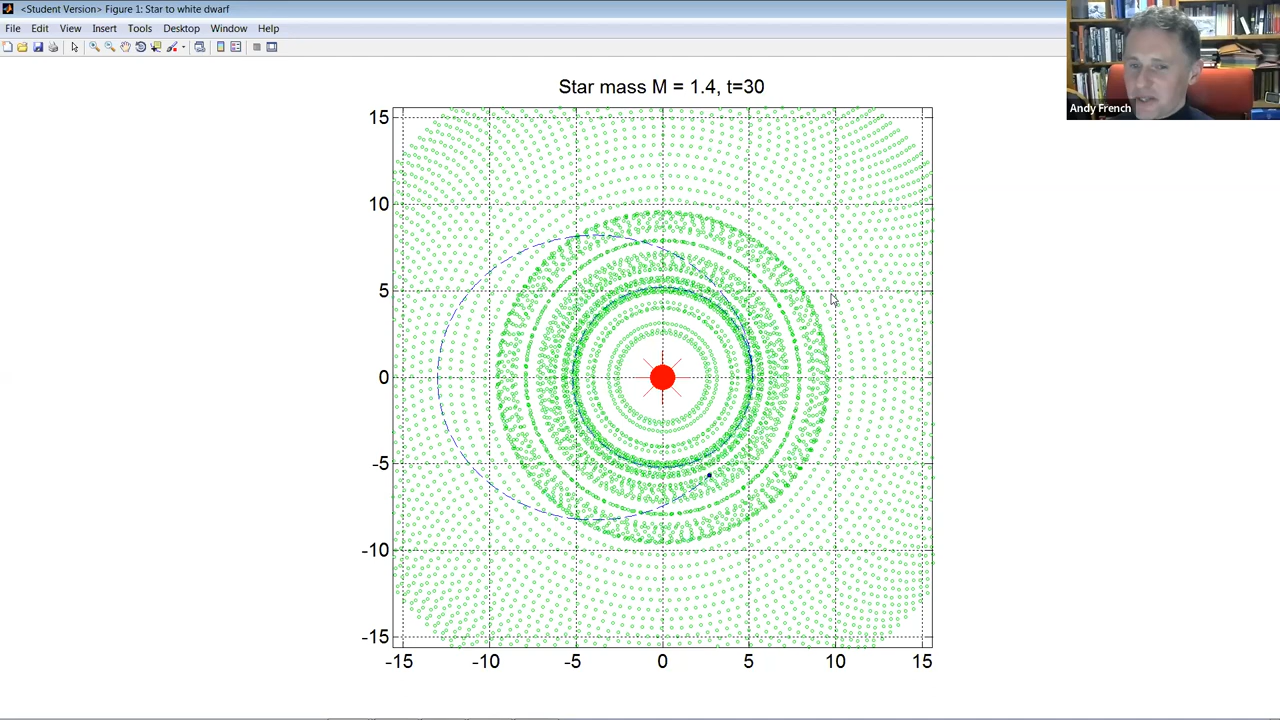 <Student Version> Figure 1: Star to white dwarf
File Edit View Insert Tools Desktop Window Help
Andy French
Star mass M = 1.4, t=30
15
10
5
0
-5
-10
-15
-15 -10 -5 0 5 10 15